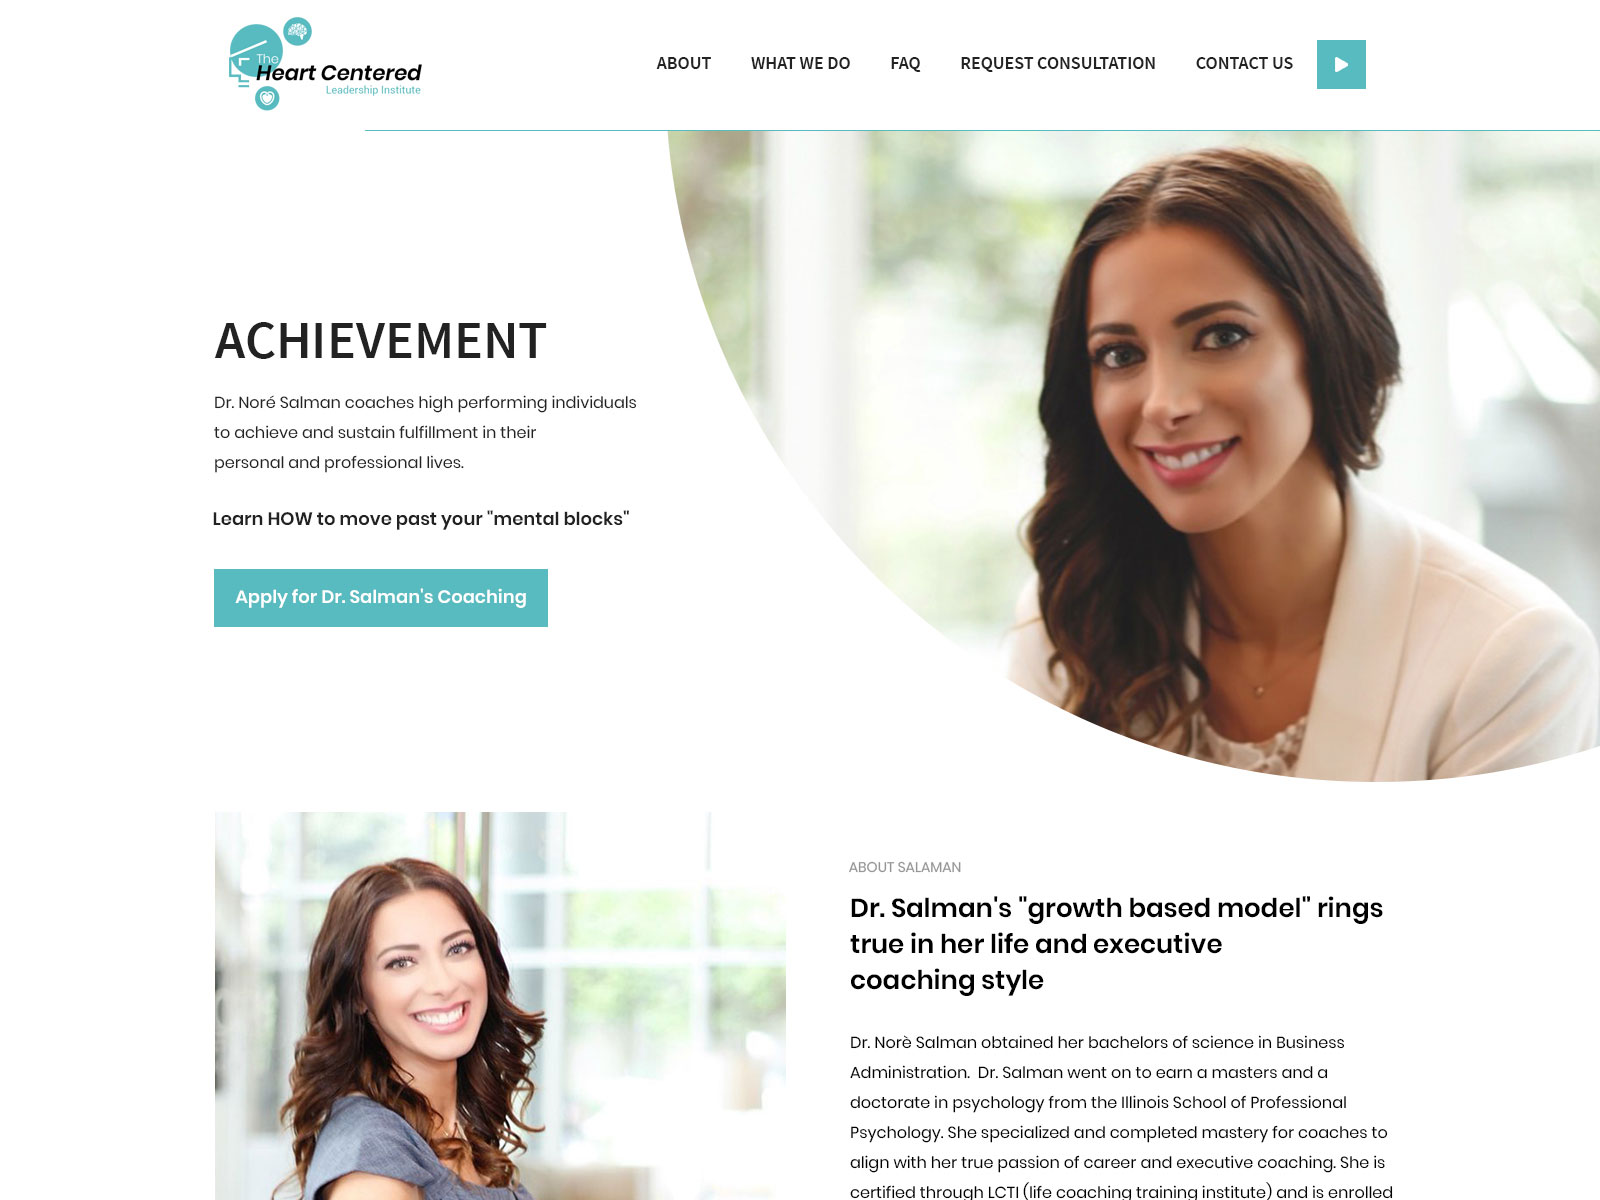 The
Heart Centered
Leadership Institute
ABOUT
WHAT WE DO
FAQ
REQUEST CONSULTATION
CONTACT US
ACHIEVEMENT
Dr. Noré Salman coaches high performing individuals
to achieve and sustain fulfillment in their
personal and professional lives.
Learn HOW to move past your "mental blocks"
Apply for Dr. Salman's Coaching
ABOUT SALAMAN
Dr. Salman's "growth based model" rings
true in her life and executive
coaching style
Dr. Norè Salman obtained her bachelors of science in Business
Administration.  Dr. Salman went on to earn a masters and a
doctorate in psychology from the Illinois School of Professional
Psychology. She specialized and completed mastery for coaches to
align with her true passion of career and executive coaching. She is
certified through LCTI (life coaching training institute) and is enrolled